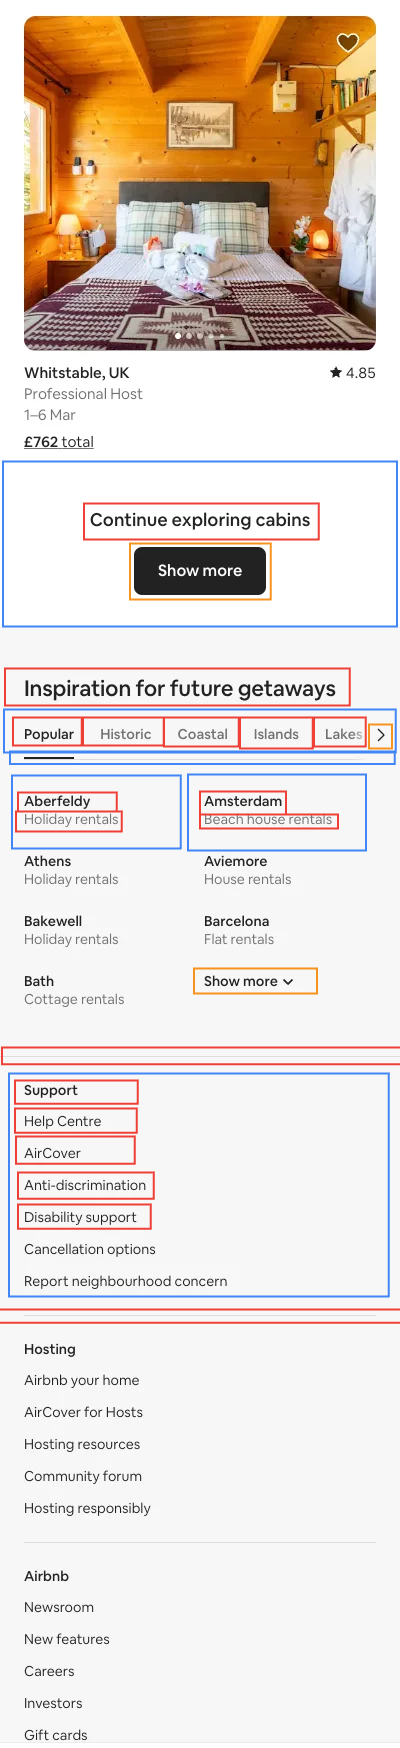 Whitstable, UK ★ 4.85
Professional Host
1–6 Mar
£762 total
Continue exploring cabins
Show more
Inspiration for future getaways
Popular Historic Coastal Islands Lakes
Aberfeldy
Holiday rentals
Amsterdam
Beach house rentals
Athens
Holiday rentals
Aviemore
House rentals
Bakewell
Holiday rentals
Barcelona
Flat rentals
Bath
Cottage rentals
Show more
Support
Help Centre
AirCover
Anti-discrimination
Disability support
Cancellation options
Report neighbourhood concern
Hosting
Airbnb your home
AirCover for Hosts
Hosting resources
Community forum
Hosting responsibly
Airbnb
Newsroom
New features
Careers
Investors
Gift cards